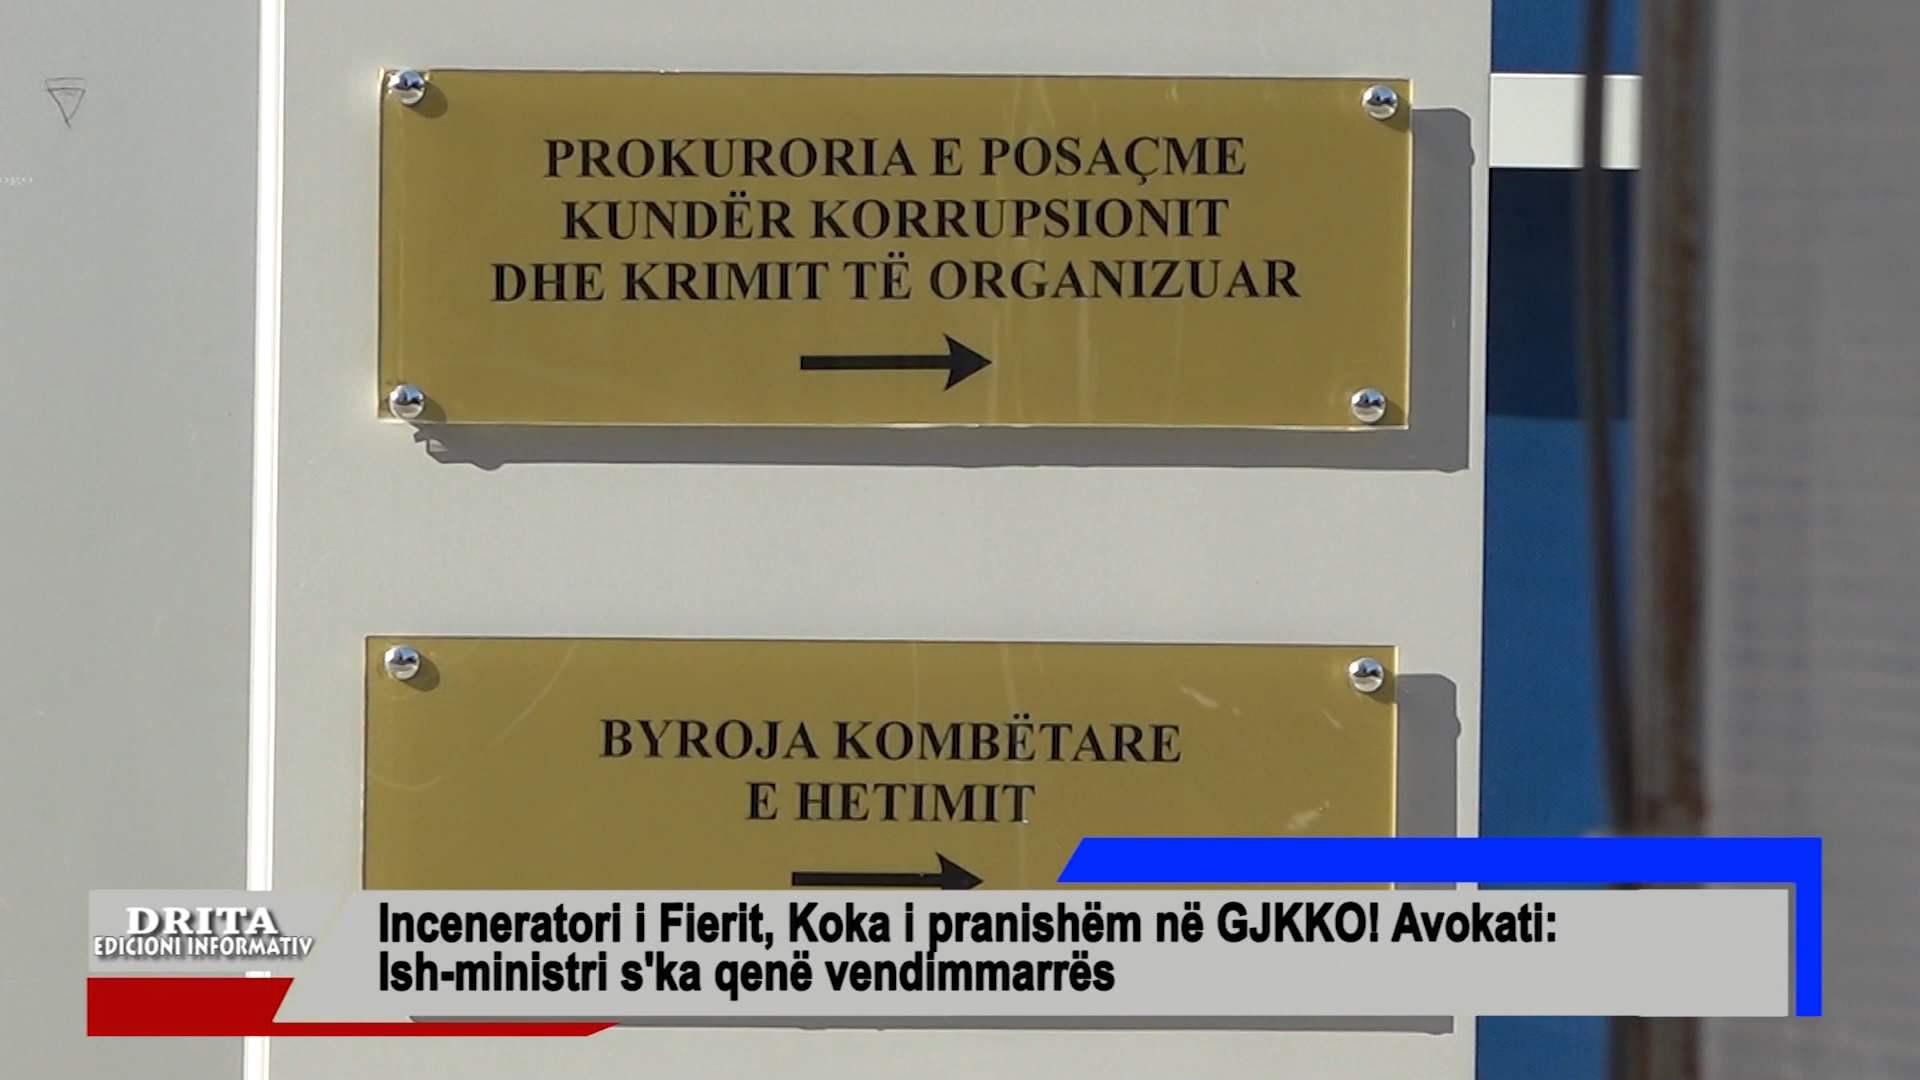 PROKURORIA E POSAÇME
KUNDËR KORRUPSIONIT
DHE KRIMIT TË ORGANIZUAR
BYROJA KOMBËTARE
E HETIMIT
DRITA
EDICIONI INFORMATIV
Inceneratori i Fierit, Koka i pranishëm në GJKKO! Avokati:
Ish-ministri s'ka qenë vendimmarrës